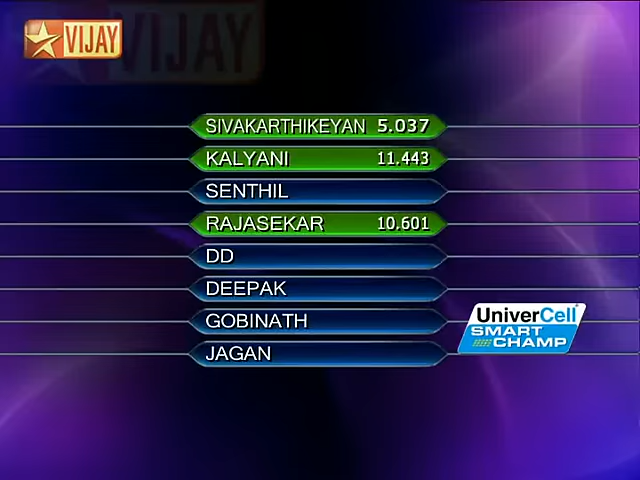 VIJAY
SIVAKARTHIKEYAN 5.037
KALYANI 11.443
SENTHIL
RAJASEKAR 10.601
DD
DEEPAK
GOBINATH
JAGAN
UniverCell
SMART
CHAMP